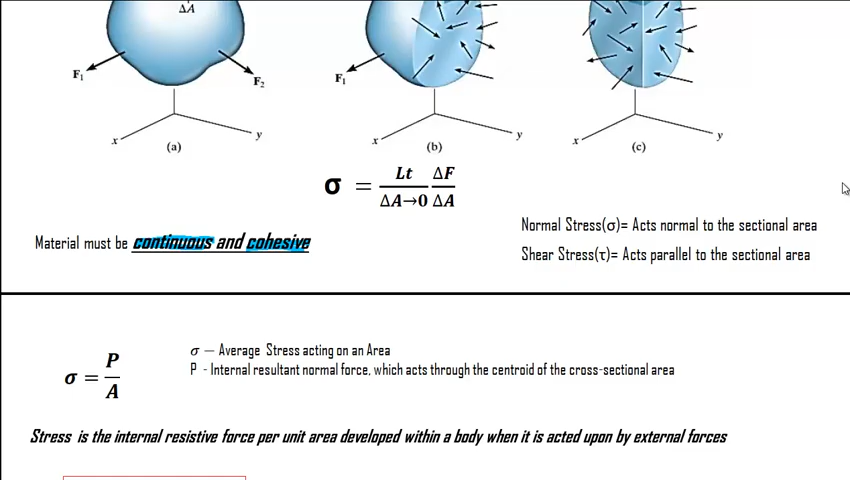 ΔA
F₁
F₂
F₁
x
y
x
y
x
y
(a)
(b)
(c)
σ = Lt ΔF
ΔA→0 ΔA
Normal Stress(σ)= Acts normal to the sectional area
Material must be continuous and cohesive
Shear Stress(τ)= Acts parallel to the sectional area
σ = P/A
σ – Average Stress acting on an Area
P - Internal resultant normal force, which acts through the centroid of the cross-sectional area
Stress is the internal resistive force per unit area developed within a body when it is acted upon by external forces